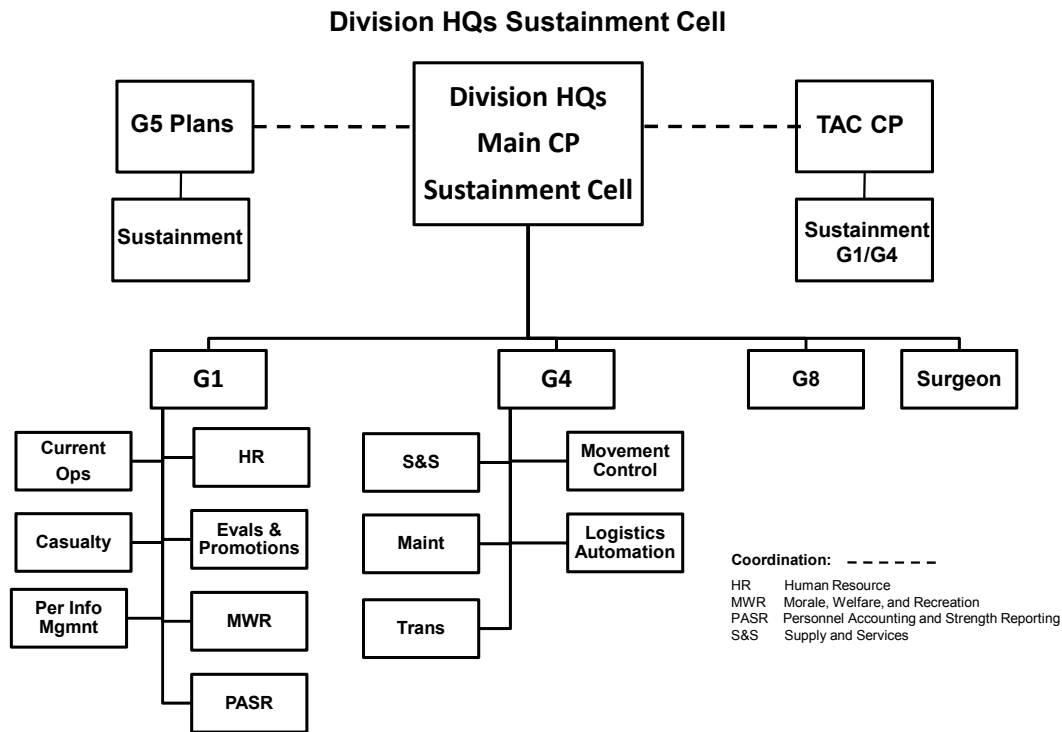 Division HQs Sustainment Cell
G5 Plans
Division HQs
Main CP
Sustainment Cell
TAC CP
Sustainment
Sustainment
G1/G4
G1
G4
G8
Surgeon
Current
Ops
HR
Casualty
Evals &
Promotions
Per Info
Mgmnt
MWR
PASR
S&S
Movement
Control
Maint
Logistics
Automation
Trans
Coordination:
HR Human Resource
MWR Morale, Welfare, and Recreation
PASR Personnel Accounting and Strength Reporting
S&S Supply and Services